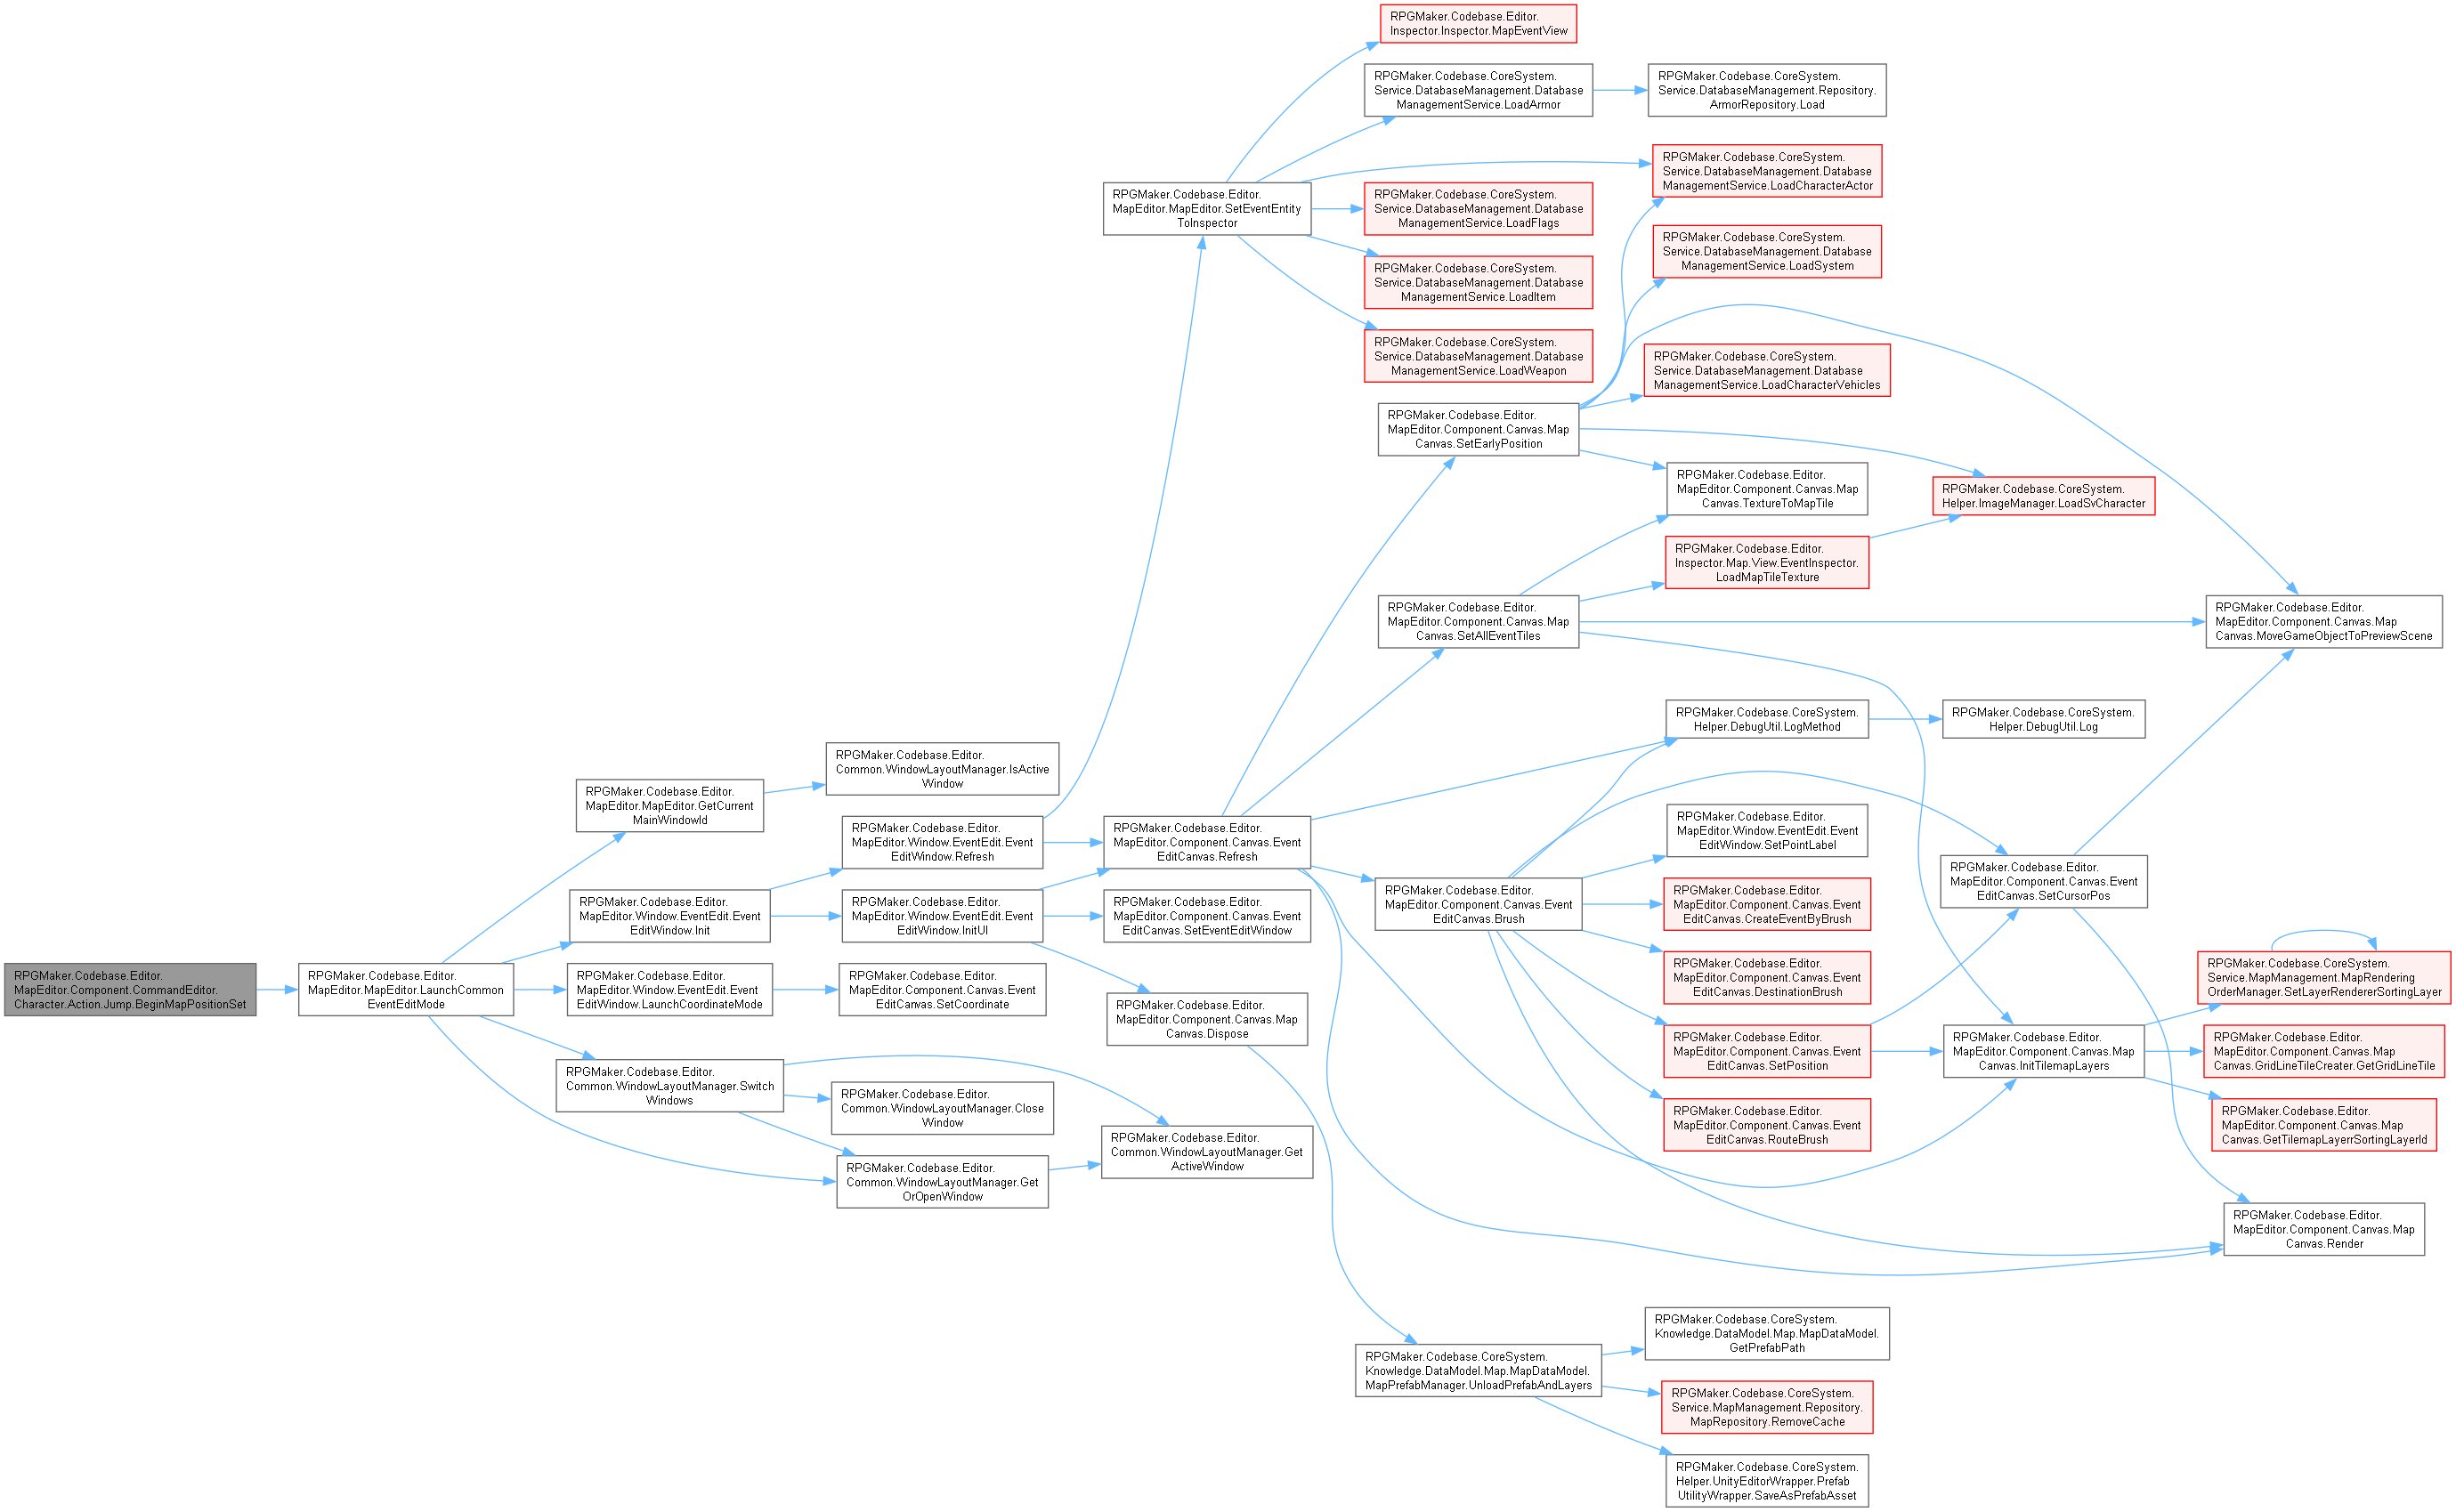 RPGMaker.Codebase.Editor.
Inspector.Inspector.MapEventView
RPGMaker.Codebase.CoreSystem.
Service.DatabaseManagement.Database
ManagementService.LoadArmor
RPGMaker.Codebase.CoreSystem.
Service.DatabaseManagement.Repository.
ArmorRepository.Load
RPGMaker.Codebase.CoreSystem.
Service.DatabaseManagement.Database
ManagementService.LoadCharacterActor
RPGMaker.Codebase.Editor.
MapEditor.MapEditor.SetEventEntity
ToInspector
RPGMaker.Codebase.CoreSystem.
Service.DatabaseManagement.Database
ManagementService.LoadFlags
RPGMaker.Codebase.CoreSystem.
Service.DatabaseManagement.Database
ManagementService.LoadSystem
RPGMaker.Codebase.CoreSystem.
Service.DatabaseManagement.Database
ManagementService.LoadItem
RPGMaker.Codebase.CoreSystem.
Service.DatabaseManagement.Database
ManagementService.LoadWeapon
RPGMaker.Codebase.CoreSystem.
Service.DatabaseManagement.Database
ManagementService.LoadCharacterVehicles
RPGMaker.Codebase.Editor.
MapEditor.Component.Canvas.Map
Canvas.SetEarlyPosition
RPGMaker.Codebase.Editor.
MapEditor.Component.Canvas.Map
Canvas.TextureToMapTile
RPGMaker.Codebase.CoreSystem.
Helper.ImageManager.LoadSvCharacter
RPGMaker.Codebase.Editor.
Inspector.Map.View.EventInspector.
LoadMapTileTexture
RPGMaker.Codebase.Editor.
MapEditor.Component.Canvas.Map
Canvas.SetAllEventTiles
RPGMaker.Codebase.Editor.
MapEditor.Component.Canvas.Map
Canvas.MoveGameObjectToPreviewScene
RPGMaker.Codebase.CoreSystem.
Helper.DebugUtil.LogMethod
RPGMaker.Codebase.CoreSystem.
Helper.DebugUtil.Log
RPGMaker.Codebase.Editor.
Common.WindowLayoutManager.IsActive
Window
RPGMaker.Codebase.Editor.
MapEditor.MapEditor.GetCurrent
MainWindowId
RPGMaker.Codebase.Editor.
MapEditor.Window.EventEdit.Event
EditWindow.Refresh
RPGMaker.Codebase.Editor.
MapEditor.Component.Canvas.Event
EditCanvas.Refresh
RPGMaker.Codebase.Editor.
MapEditor.Window.EventEdit.Event
EditWindow.SetPointLabel
RPGMaker.Codebase.Editor.
MapEditor.Component.Canvas.Event
EditCanvas.SetCursorPos
RPGMaker.Codebase.Editor.
MapEditor.Component.Canvas.Event
EditCanvas.Brush
RPGMaker.Codebase.Editor.
MapEditor.Component.Canvas.Event
EditCanvas.CreateEventByBrush
RPGMaker.Codebase.Editor.
MapEditor.Window.EventEdit.Event
EditWindow.Init
RPGMaker.Codebase.Editor.
MapEditor.Window.EventEdit.Event
EditWindow.InitUI
RPGMaker.Codebase.Editor.
MapEditor.Component.Canvas.Event
EditCanvas.SetEventEditWindow
RPGMaker.Codebase.Editor.
MapEditor.Component.CommandEditor.
Character.Action.Jump.BeginMapPositionSet
RPGMaker.Codebase.Editor.
MapEditor.MapEditor.LaunchCommon
EventEditMode
RPGMaker.Codebase.Editor.
MapEditor.Window.EventEdit.Event
EditWindow.LaunchCoordinateMode
RPGMaker.Codebase.Editor.
MapEditor.Component.Canvas.Event
EditCanvas.SetCoordinate
RPGMaker.Codebase.Editor.
MapEditor.Component.Canvas.Event
EditCanvas.DestinationBrush
RPGMaker.Codebase.CoreSystem.
Service.MapManagement.MapRendering
OrderManager.SetLayerRendererSortingLayer
RPGMaker.Codebase.Editor.
MapEditor.Component.Canvas.Map
Canvas.Dispose
RPGMaker.Codebase.Editor.
MapEditor.Component.Canvas.Event
EditCanvas.SetPosition
RPGMaker.Codebase.Editor.
MapEditor.Component.Canvas.Map
Canvas.InitTilemapLayers
RPGMaker.Codebase.Editor.
MapEditor.Component.Canvas.Map
Canvas.GridLineTileCreater.GetGridLineTile
RPGMaker.Codebase.Editor.
Common.WindowLayoutManager.Switch
Windows
RPGMaker.Codebase.Editor.
Common.WindowLayoutManager.Close
Window
RPGMaker.Codebase.Editor.
MapEditor.Component.Canvas.Event
EditCanvas.RouteBrush
RPGMaker.Codebase.Editor.
MapEditor.Component.Canvas.Map
Canvas.GetTilemapLayerrSortingLayerId
RPGMaker.Codebase.Editor.
Common.WindowLayoutManager.Get
ActiveWindow
RPGMaker.Codebase.Editor.
Common.WindowLayoutManager.Get
OrOpenWindow
RPGMaker.Codebase.Editor.
MapEditor.Component.Canvas.Map
Canvas.Render
RPGMaker.Codebase.CoreSystem.
Knowledge.DataModel.Map.MapDataModel.
GetPrefabPath
RPGMaker.Codebase.CoreSystem.
Knowledge.DataModel.Map.MapDataModel.
MapPrefabManager.UnloadPrefabAndLayers
RPGMaker.Codebase.CoreSystem.
Service.MapManagement.Repository.
MapRepository.RemoveCache
RPGMaker.Codebase.CoreSystem.
Helper.UnityEditorWrapper.Prefab
UtilityWrapper.SaveAsPrefabAsset